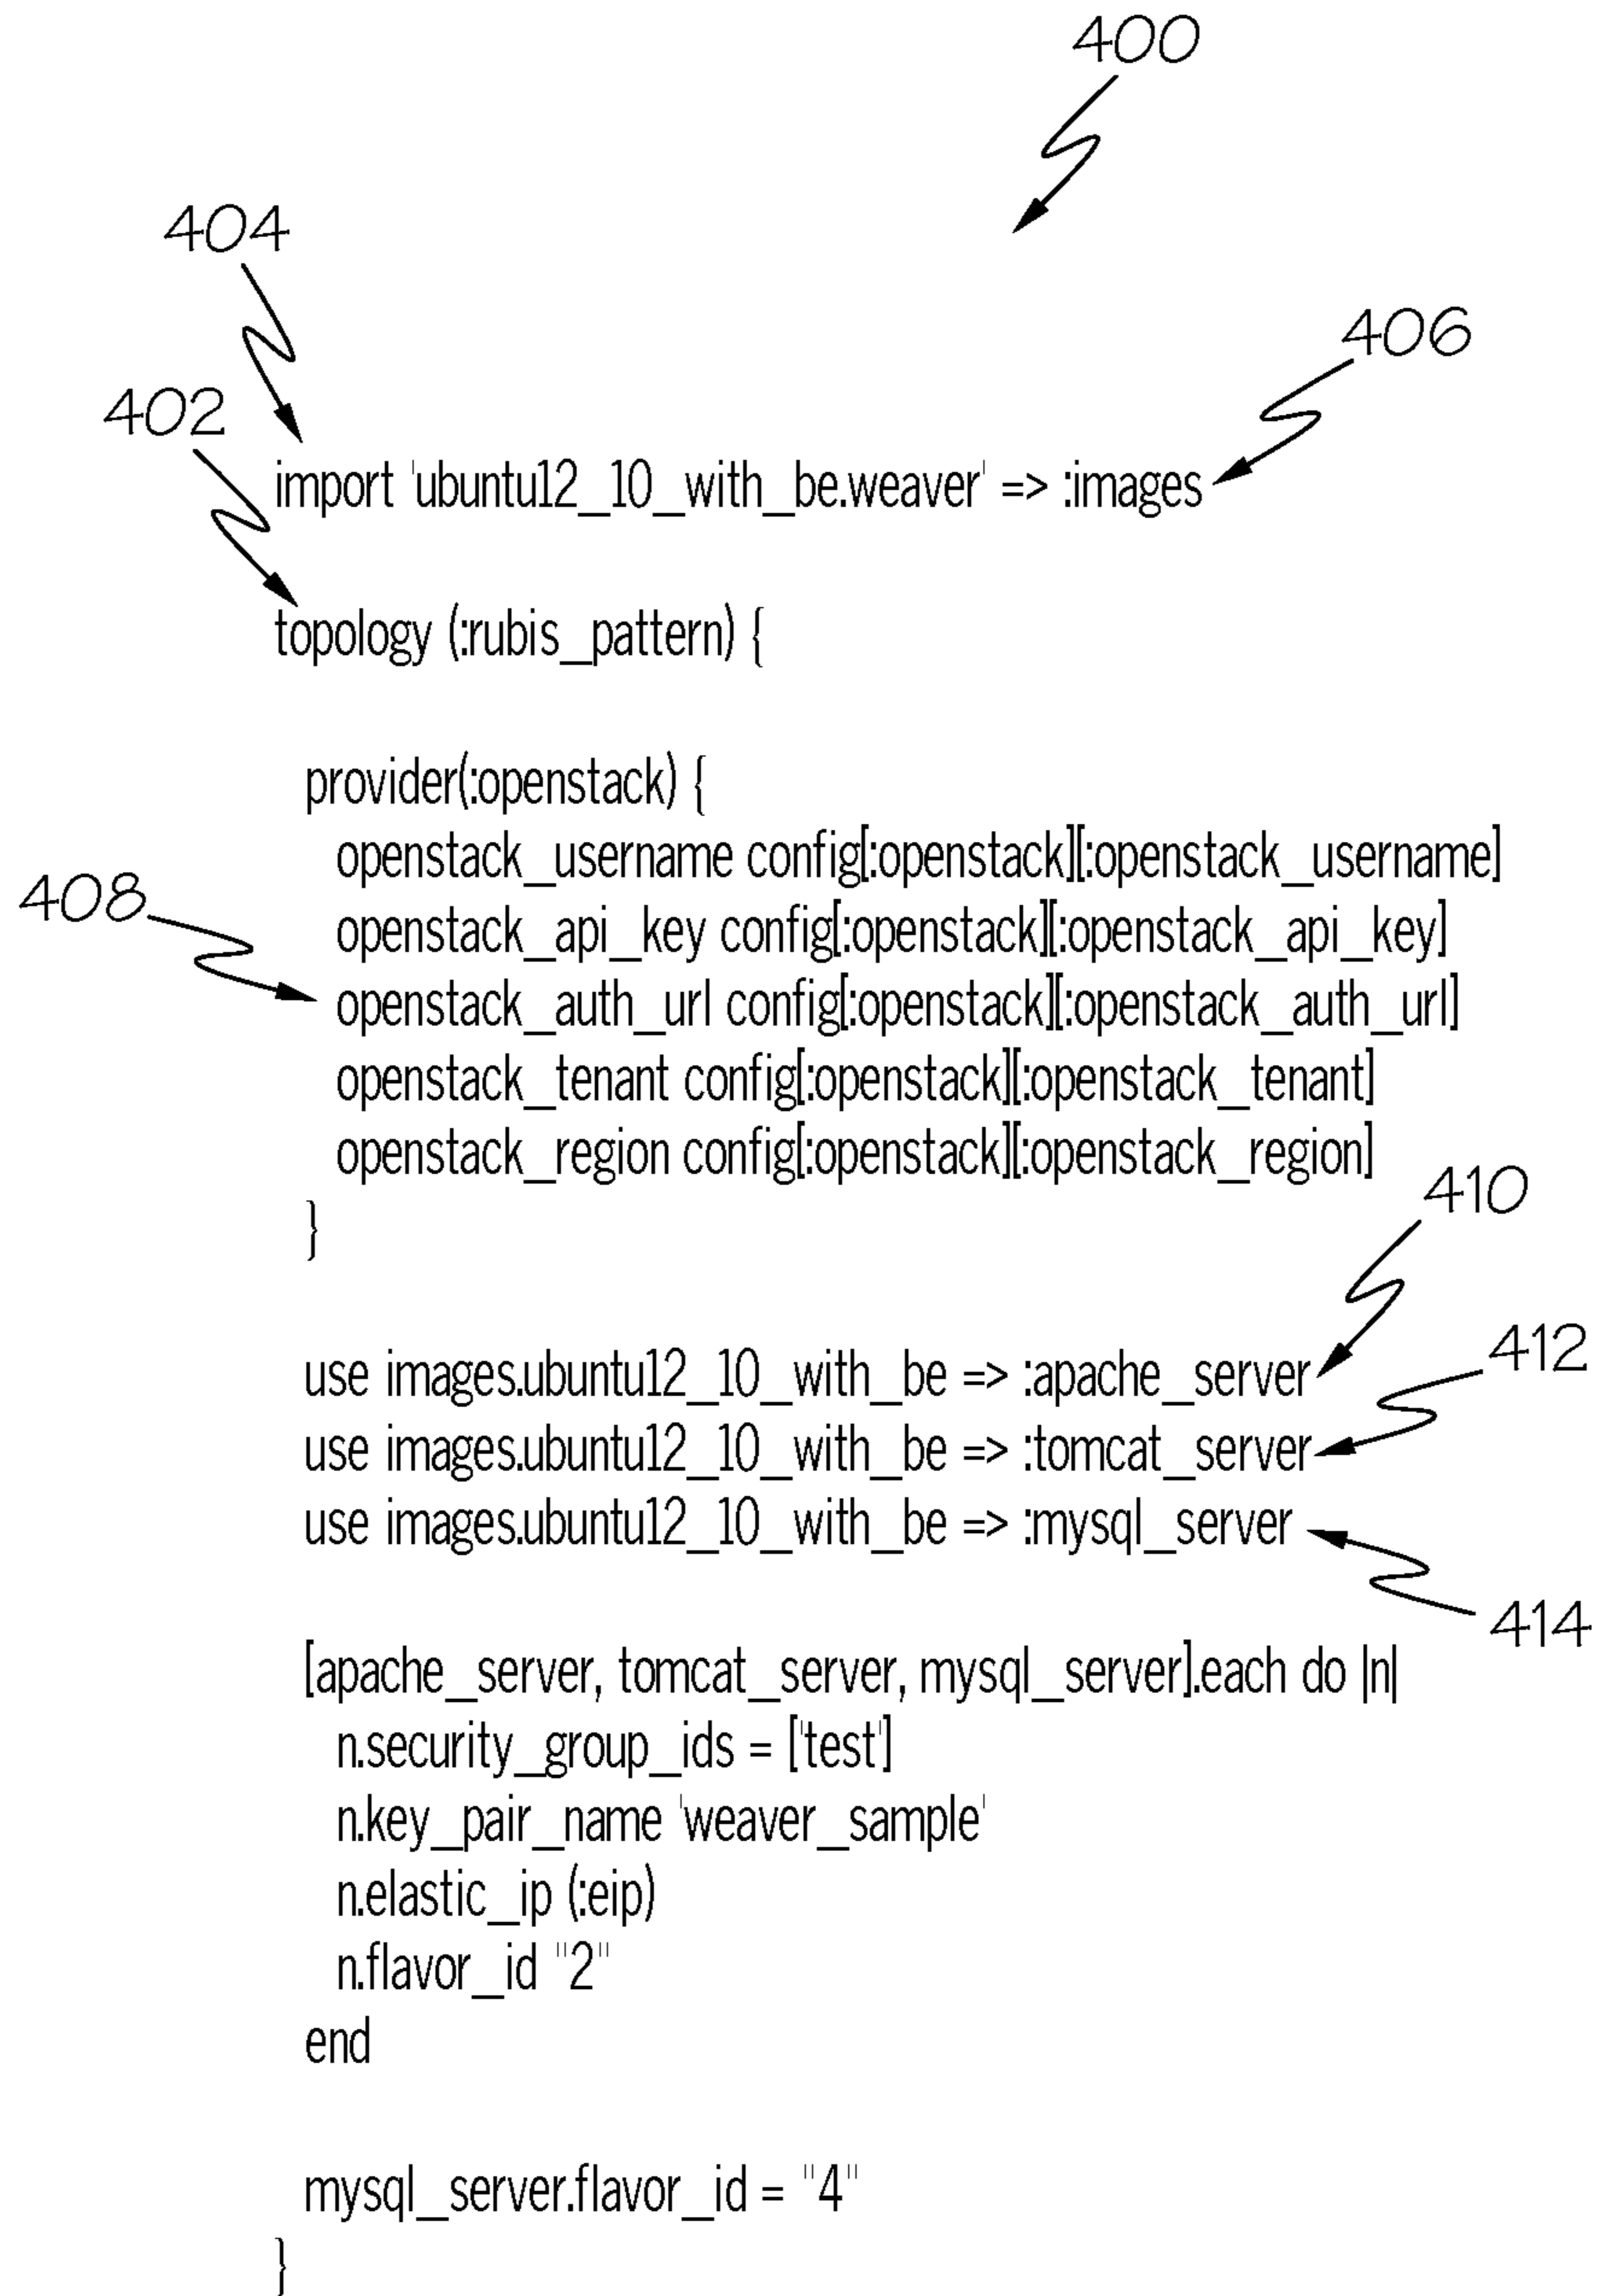 400
404
406
402
import 'ubuntu12_10_with_be.weaver' => :images
topology (:rubis_pattern) {
provider(:openstack) {
openstack_username config[:openstack][:openstack_username]
408
openstack_api_key config[:openstack][:openstack_api_key]
openstack_auth_url config[:openstack][:openstack_auth_url]
openstack_tenant config[:openstack][:openstack_tenant]
openstack_region config[:openstack][:openstack_region]
410
}
412
use images.ubuntu12_10_with_be => :apache_server
use images.ubuntu12_10_with_be => :tomcat_server
use images.ubuntu12_10_with_be => :mysql_server
414
[apache_server, tomcat_server, mysql_server].each do |n|
n.security_group_ids = ['test']
n.key_pair_name 'weaver_sample'
n.elastic_ip (:eip)
n.flavor_id "2"
end
mysql_server.flavor_id = "4"
}